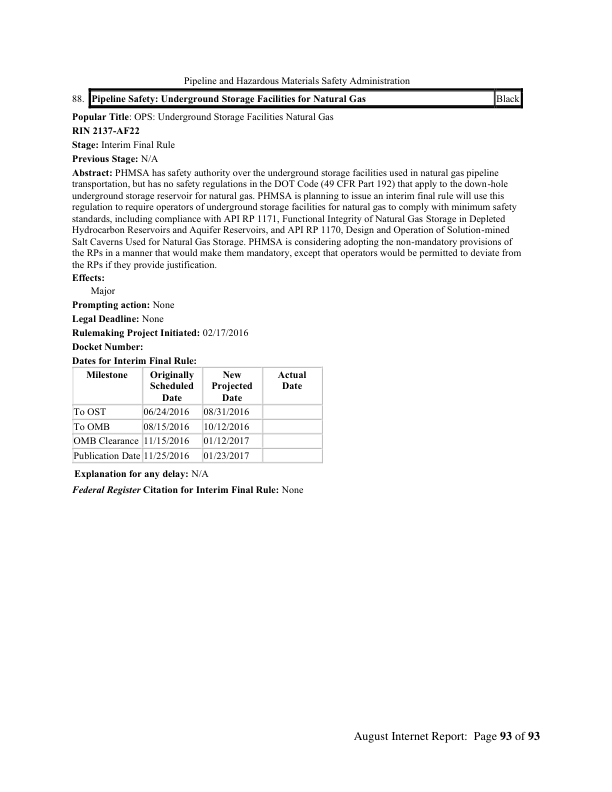 Pipeline and Hazardous Materials Safety Administration
88. Pipeline Safety: Underground Storage Facilities for Natural Gas Black
Popular Title: OPS: Underground Storage Facilities Natural Gas
RIN 2137-AF22
Stage: Interim Final Rule
Previous Stage: N/A
Abstract: PHMSA has safety authority over the underground storage facilities used in natural gas pipeline
transportation, but has no safety regulations in the DOT Code (49 CFR Part 192) that apply to the down-hole
underground storage reservoir for natural gas. PHMSA is planning to issue an interim final rule will use this
regulation to require operators of underground storage facilities for natural gas to comply with minimum safety
standards, including compliance with API RP 1171, Functional Integrity of Natural Gas Storage in Depleted
Hydrocarbon Reservoirs and Aquifer Reservoirs, and API RP 1170, Design and Operation of Solution-mined
Salt Caverns Used for Natural Gas Storage. PHMSA is considering adopting the non-mandatory provisions of
the RPs in a manner that would make them mandatory, except that operators would be permitted to deviate from
the RPs if they provide justification.
Effects:
Major
Prompting action: None
Legal Deadline: None
Rulemaking Project Initiated: 02/17/2016
Docket Number:
Dates for Interim Final Rule:
Milestone Originally New Actual
Scheduled Projected Date
Date Date
To OST 06/24/2016 08/31/2016
To OMB 08/15/2016 10/12/2016
OMB Clearance 11/15/2016 01/12/2017
Publication Date 11/25/2016 01/23/2017
Explanation for any delay: N/A
Federal Register Citation for Interim Final Rule: None
August Internet Report: Page 93 of 93